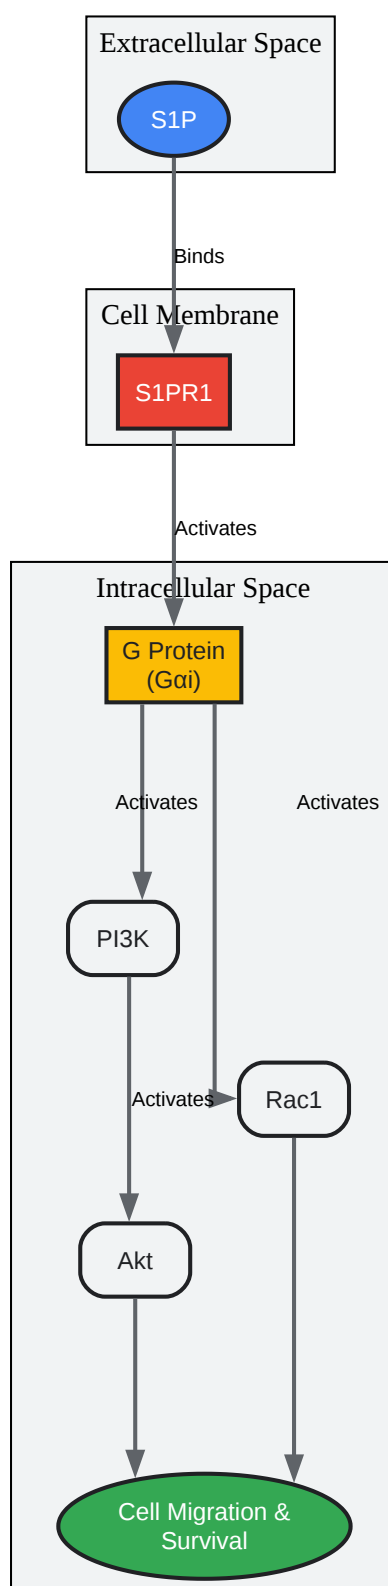 Extracellular Space
S1P
Binds
Cell Membrane
S1PR1
Activates
Intracellular Space
G Protein
(Gαi)
Activates
Activates
PI3K
Activates
Rac1
Akt
Cell Migration &
Survival